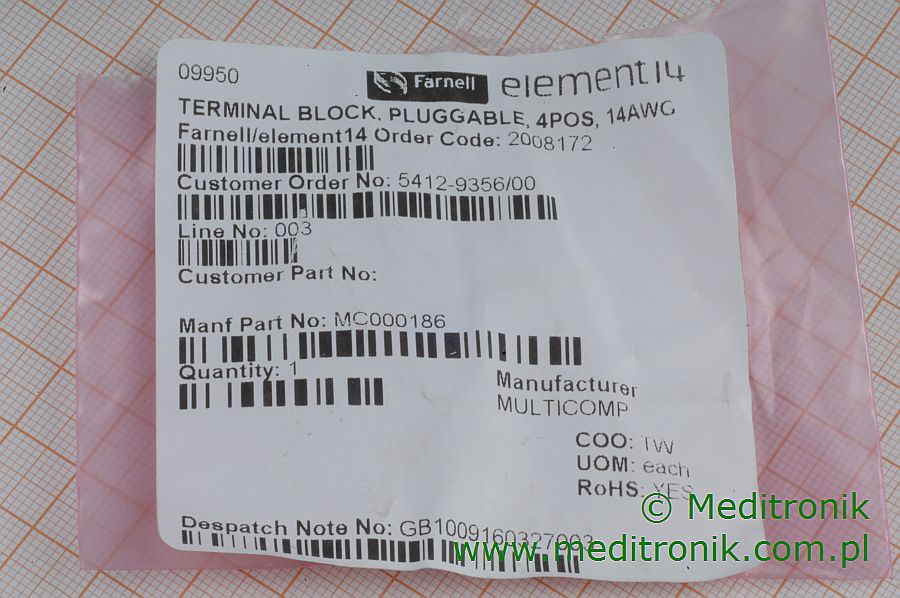 09950 Farnell element14
TERMINAL BLOCK, PLUGGABLE, 4POS, 14AWG
Farnell/element14 Order Code: 2008172
Customer Order No: 5412-9356/00
Line No: 003
Customer Part No:
Manf Part No: MC000186
Quantity: 1
Manufacturer
MULTICOMP
COO: TW
UOM: each
RoHS: YES
© Meditronik
Despatch Note No: GB1009160327003
www.meditronik.com.pl